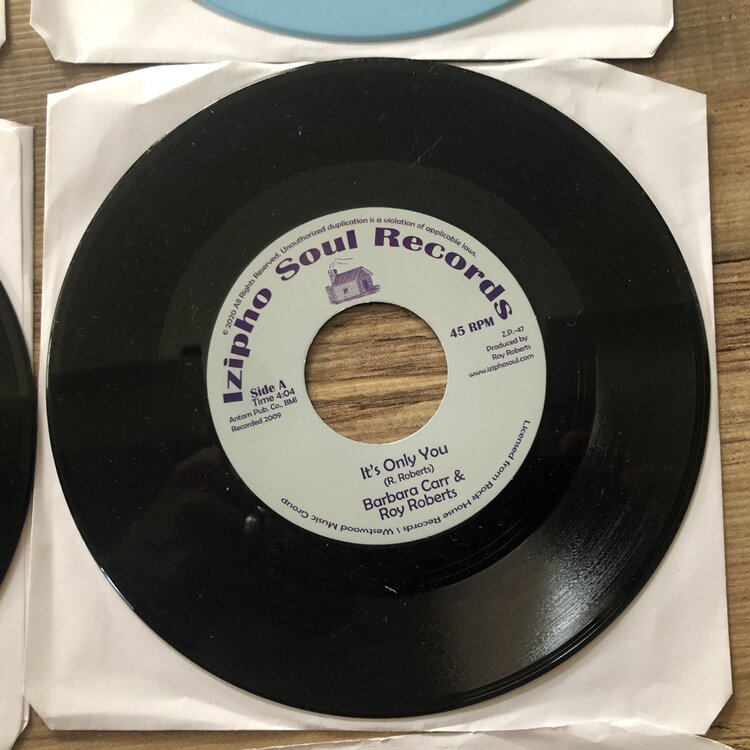 © 2020 All Rights Reserved. Unauthorized duplication is a violation of applicable laws.
Izipho Soul Records
45 RPM
Z.P.-47
Produced by
Roy Roberts
www.iziphosoul.com
Side A
Time 4:04
Antam Pub. Co., BMI
Recorded 2009
It's Only You
(R. Roberts)
Barbara Carr &
Roy Roberts
Licensed from Rock House Records | Westwood Music Group